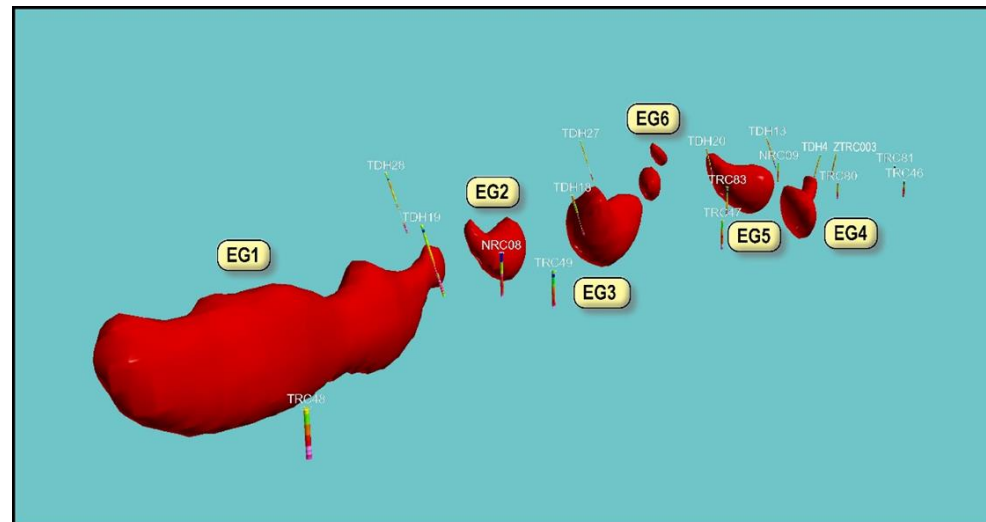 EG6
TDH27
TDH20
TDH13
NRC09
TDH4
ZTRC003
TRC81
TRC46
TRC80
TDH28
TDH18
TRC83
EG2
TDH19
TRC47
EG5
EG4
EG1
NRC08
TRC49
EG3
TRC48